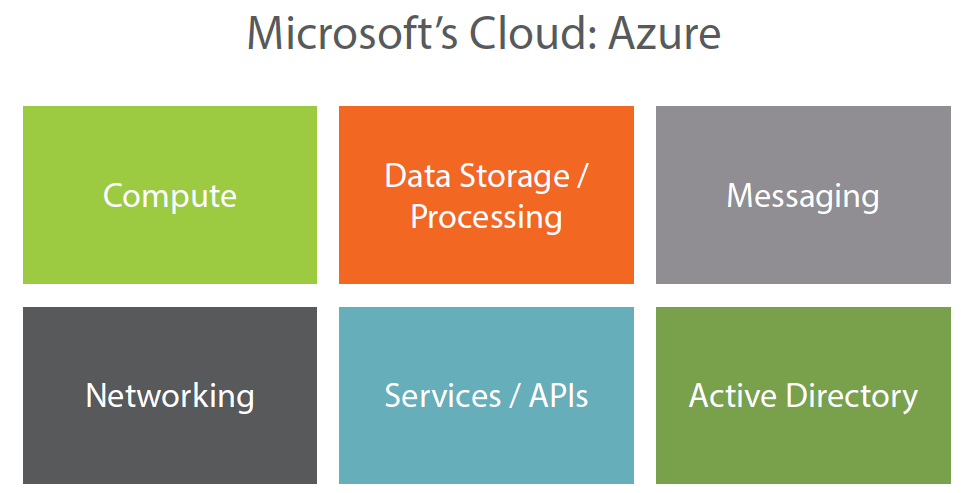 Microsoft’s Cloud: Azure
Compute
Data Storage /
Processing
Messaging
Networking
Services / APIs
Active Directory